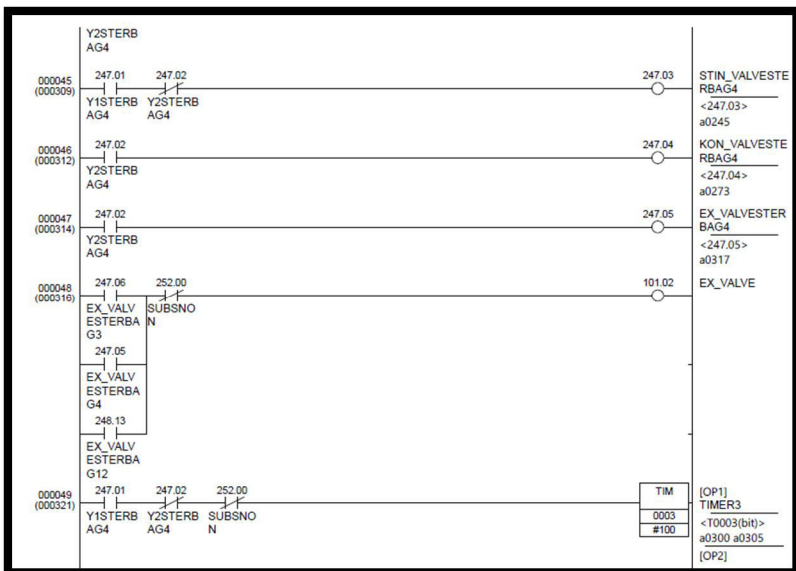 Y2STERB
AG4
000045
(000309)
247.01 247.02 247.03
Y1STERB Y2STERB
AG4 AG4
STIN_VALVESTE
RBAG4
<247.03>
a0245
000046
(000312)
247.02 247.04
Y2STERB
AG4
KON_VALVESTE
RBAG4
<247.04>
a0273
000047
(000314)
247.02 247.05
Y2STERB
AG4
EX_VALVESTER
BAG4
<247.05>
a0317
000048
(000316)
247.06 252.00 101.02
EX_VALV SUBSNO
ESTERBA N
G3
EX_VALVE
247.05
EX_VALV
ESTERBA
G4
248.13
EX_VALV
ESTERBA
G12
000049
(000321)
247.01 247.02 252.00
Y1STERB Y2STERB SUBSNO
AG4 AG4 N
TIM
0003
#100
[OP1]
TIMER3
<T0003(bit)>
a0300 a0305
[OP2]